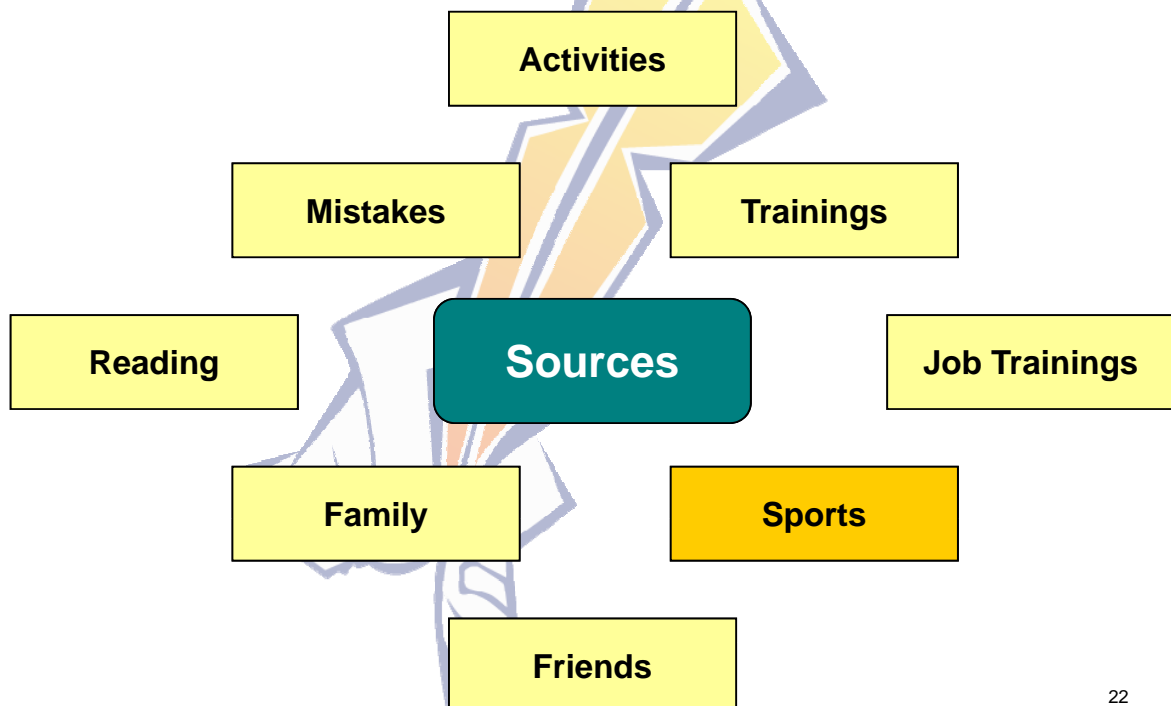 Activities
Mistakes
Trainings
Reading
Sources
Job Trainings
Family
Sports
Friends
22